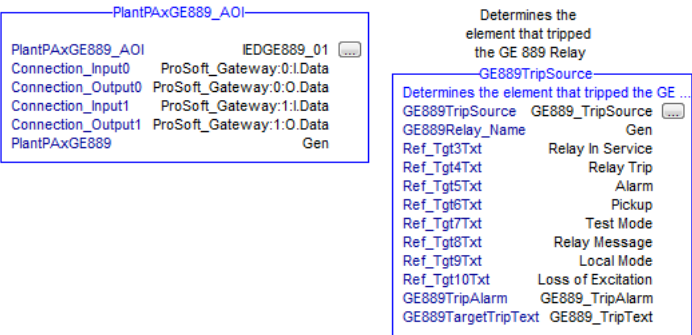 PlantPAxGE889_AOI
PlantPAxGE889_AOI IEDGE889_01 ...
Connection_Input0 ProSoft_Gateway:0:I.Data
Connection_Output0 ProSoft_Gateway:0:O.Data
Connection_Input1 ProSoft_Gateway:1:I.Data
Connection_Output1 ProSoft_Gateway:1:O.Data
PlantPAxGE889 Gen
Determines the
element that tripped
the GE 889 Relay
GE889TripSource
Determines the element that tripped the GE ...
GE889TripSource GE889_TripSource ...
GE889Relay_Name Gen
Ref_Tgt3Txt Relay In Service
Ref_Tgt4Txt Relay Trip
Ref_Tgt5Txt Alarm
Ref_Tgt6Txt Pickup
Ref_Tgt7Txt Test Mode
Ref_Tgt8Txt Relay Message
Ref_Tgt9Txt Local Mode
Ref_Tgt10Txt Loss of Excitation
GE889TripAlarm GE889_TripAlarm
GE889TargetTripText GE889_TripText